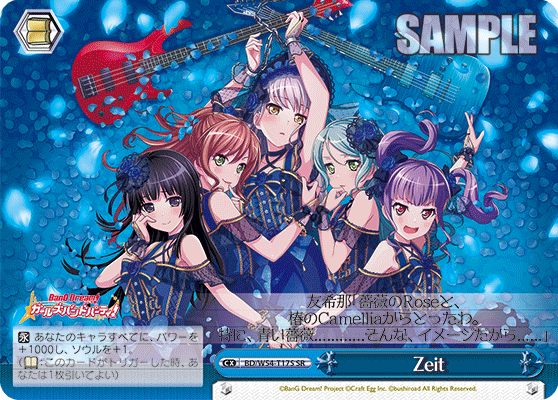 SAMPLE
BanG Dream!
ガールズバンドパーティ!
友希那「薔薇のRoseと、
椿のCamelliaからとったわ。
特に、青い薔薇…………そんな、イメージだから……」
永 あなたのキャラすべてに、パワーを
+1000し、ソウルを+1。
(:このカードがトリガーした時、あ
なたは1枚引いてよい)
CX BD/W54-T17S SR
Zeit
©BanG Dream! Project ©Craft Egg Inc. ©bushiroad All Rights Reserved.